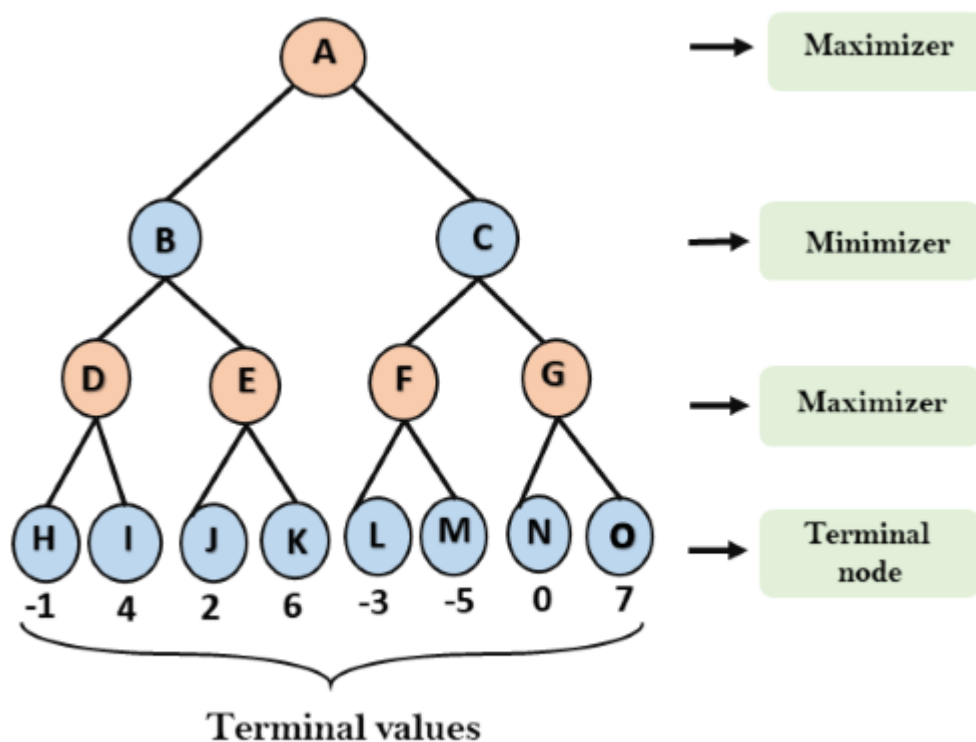 A
Maximizer
B
C
Minimizer
D
E
F
G
Maximizer
H
I
J
K
L
M
N
O
Terminal
node
-1
4
2
6
-3
-5
0
7
Terminal values